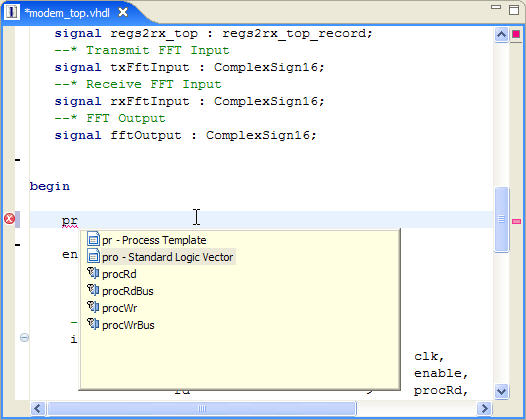 *modem_top.vhdl
signal regs2rx_top : regs2rx_top_record;
--* Transmit FFT Input
signal txFftInput : ComplexSign16;
--* Receive FFT Input
signal rxFftInput : ComplexSign16;
--* FFT Output
signal fftOutput : ComplexSign16;
begin
pr
pr - Process Template
en
pro - Standard Logic Vector
procRd
procRdBus
procWr
-
procWrBus
i
clk,
enable,
procRd,